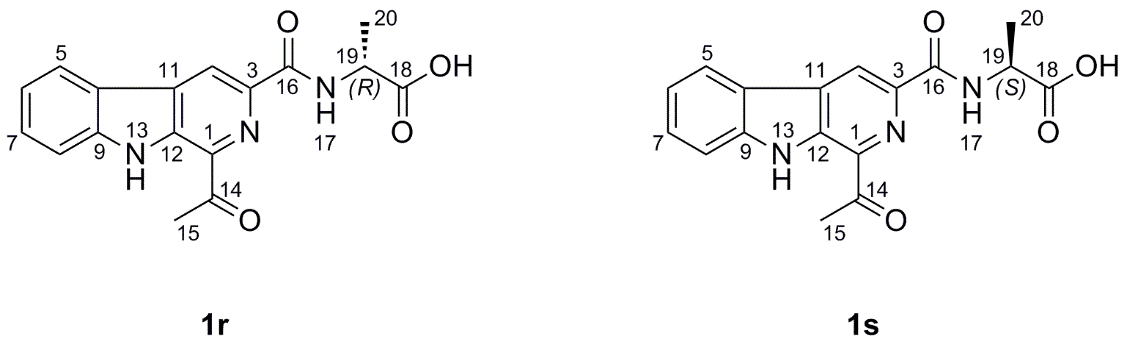 O 20
5 11 3 19 18 OH
16 N (R)
7 13 1 N H O
9 N 12 17
H 14
15 O
O 20
5 11 3 19 18 OH
16 N (S)
7 13 1 N H O
9 N 12 17
H 14
15 O
1r 1s